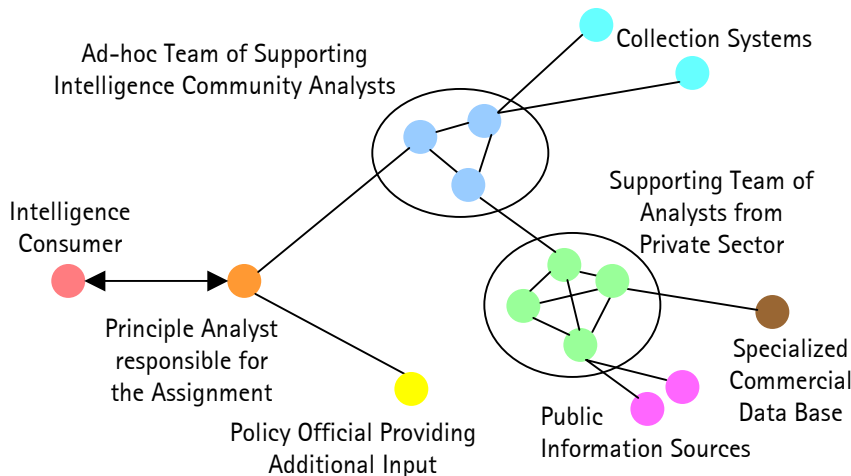 Ad-hoc Team of Supporting
Intelligence Community Analysts
Collection Systems
Supporting Team of
Analysts from
Private Sector
Intelligence
Consumer
Principle Analyst
responsible for
the Assignment
Specialized
Commercial
Data Base
Policy Official Providing
Additional Input
Public
Information Sources